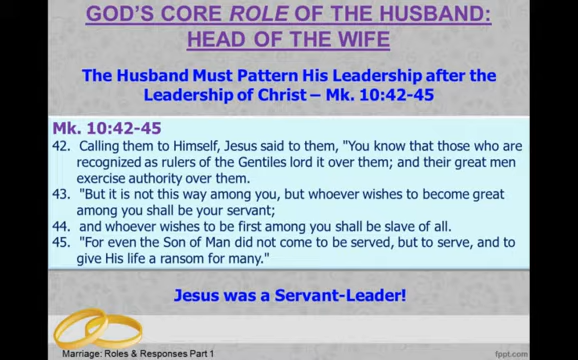 GOD'S CORE ROLE OF THE HUSBAND:
HEAD OF THE WIFE
The Husband Must Pattern His Leadership after the
Leadership of Christ – Mk. 10:42-45
Mk. 10:42-45
42. Calling them to Himself, Jesus said to them, "You know that those who are
recognized as rulers of the Gentiles lord it over them; and their great men
exercise authority over them.
43. "But it is not this way among you, but whoever wishes to become great
among you shall be your servant;
44. and whoever wishes to be first among you shall be slave of all.
45. "For even the Son of Man did not come to be served, but to serve, and to
give His life a ransom for many."
Jesus was a Servant-Leader!
Marriage: Roles & Responses Part 1
fppt.com